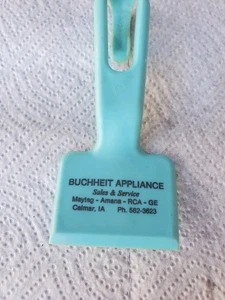 BUCHHEIT APPLIANCE
Sales & Service
Maytag - Amana - RCA - GE
Calmar, IA Ph. 562-3623